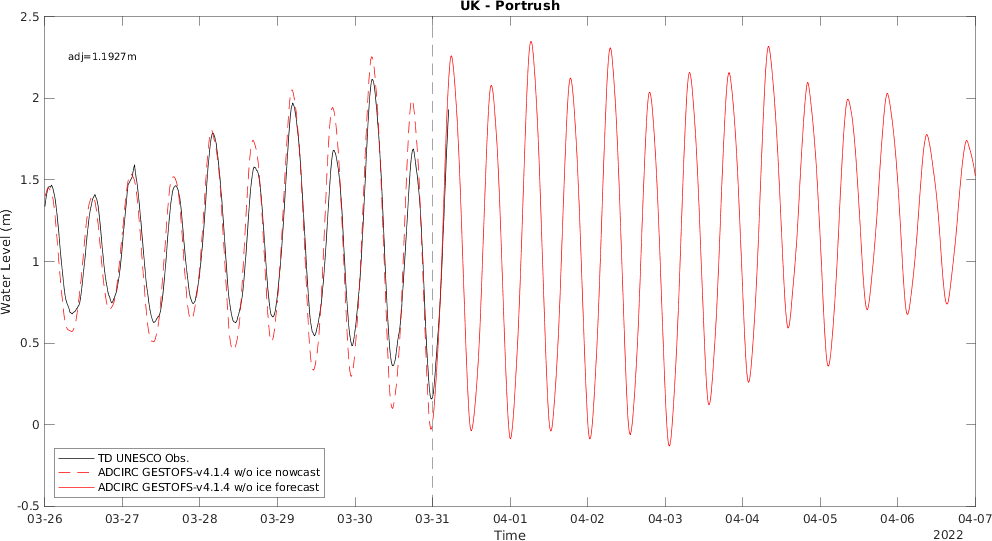 UK - Portrush
adj=1.1927m
2.5
2
1.5
1
0.5
0
-0.5
Water Level (m)
TD UNESCO Obs.
ADCIRC GESTOFS-v4.1.4 w/o ice nowcast
ADCIRC GESTOFS-v4.1.4 w/o ice forecast
03-26 03-27 03-28 03-29 03-30 03-31 04-01 04-02 04-03 04-04 04-05 04-06 04-07
Time
2022